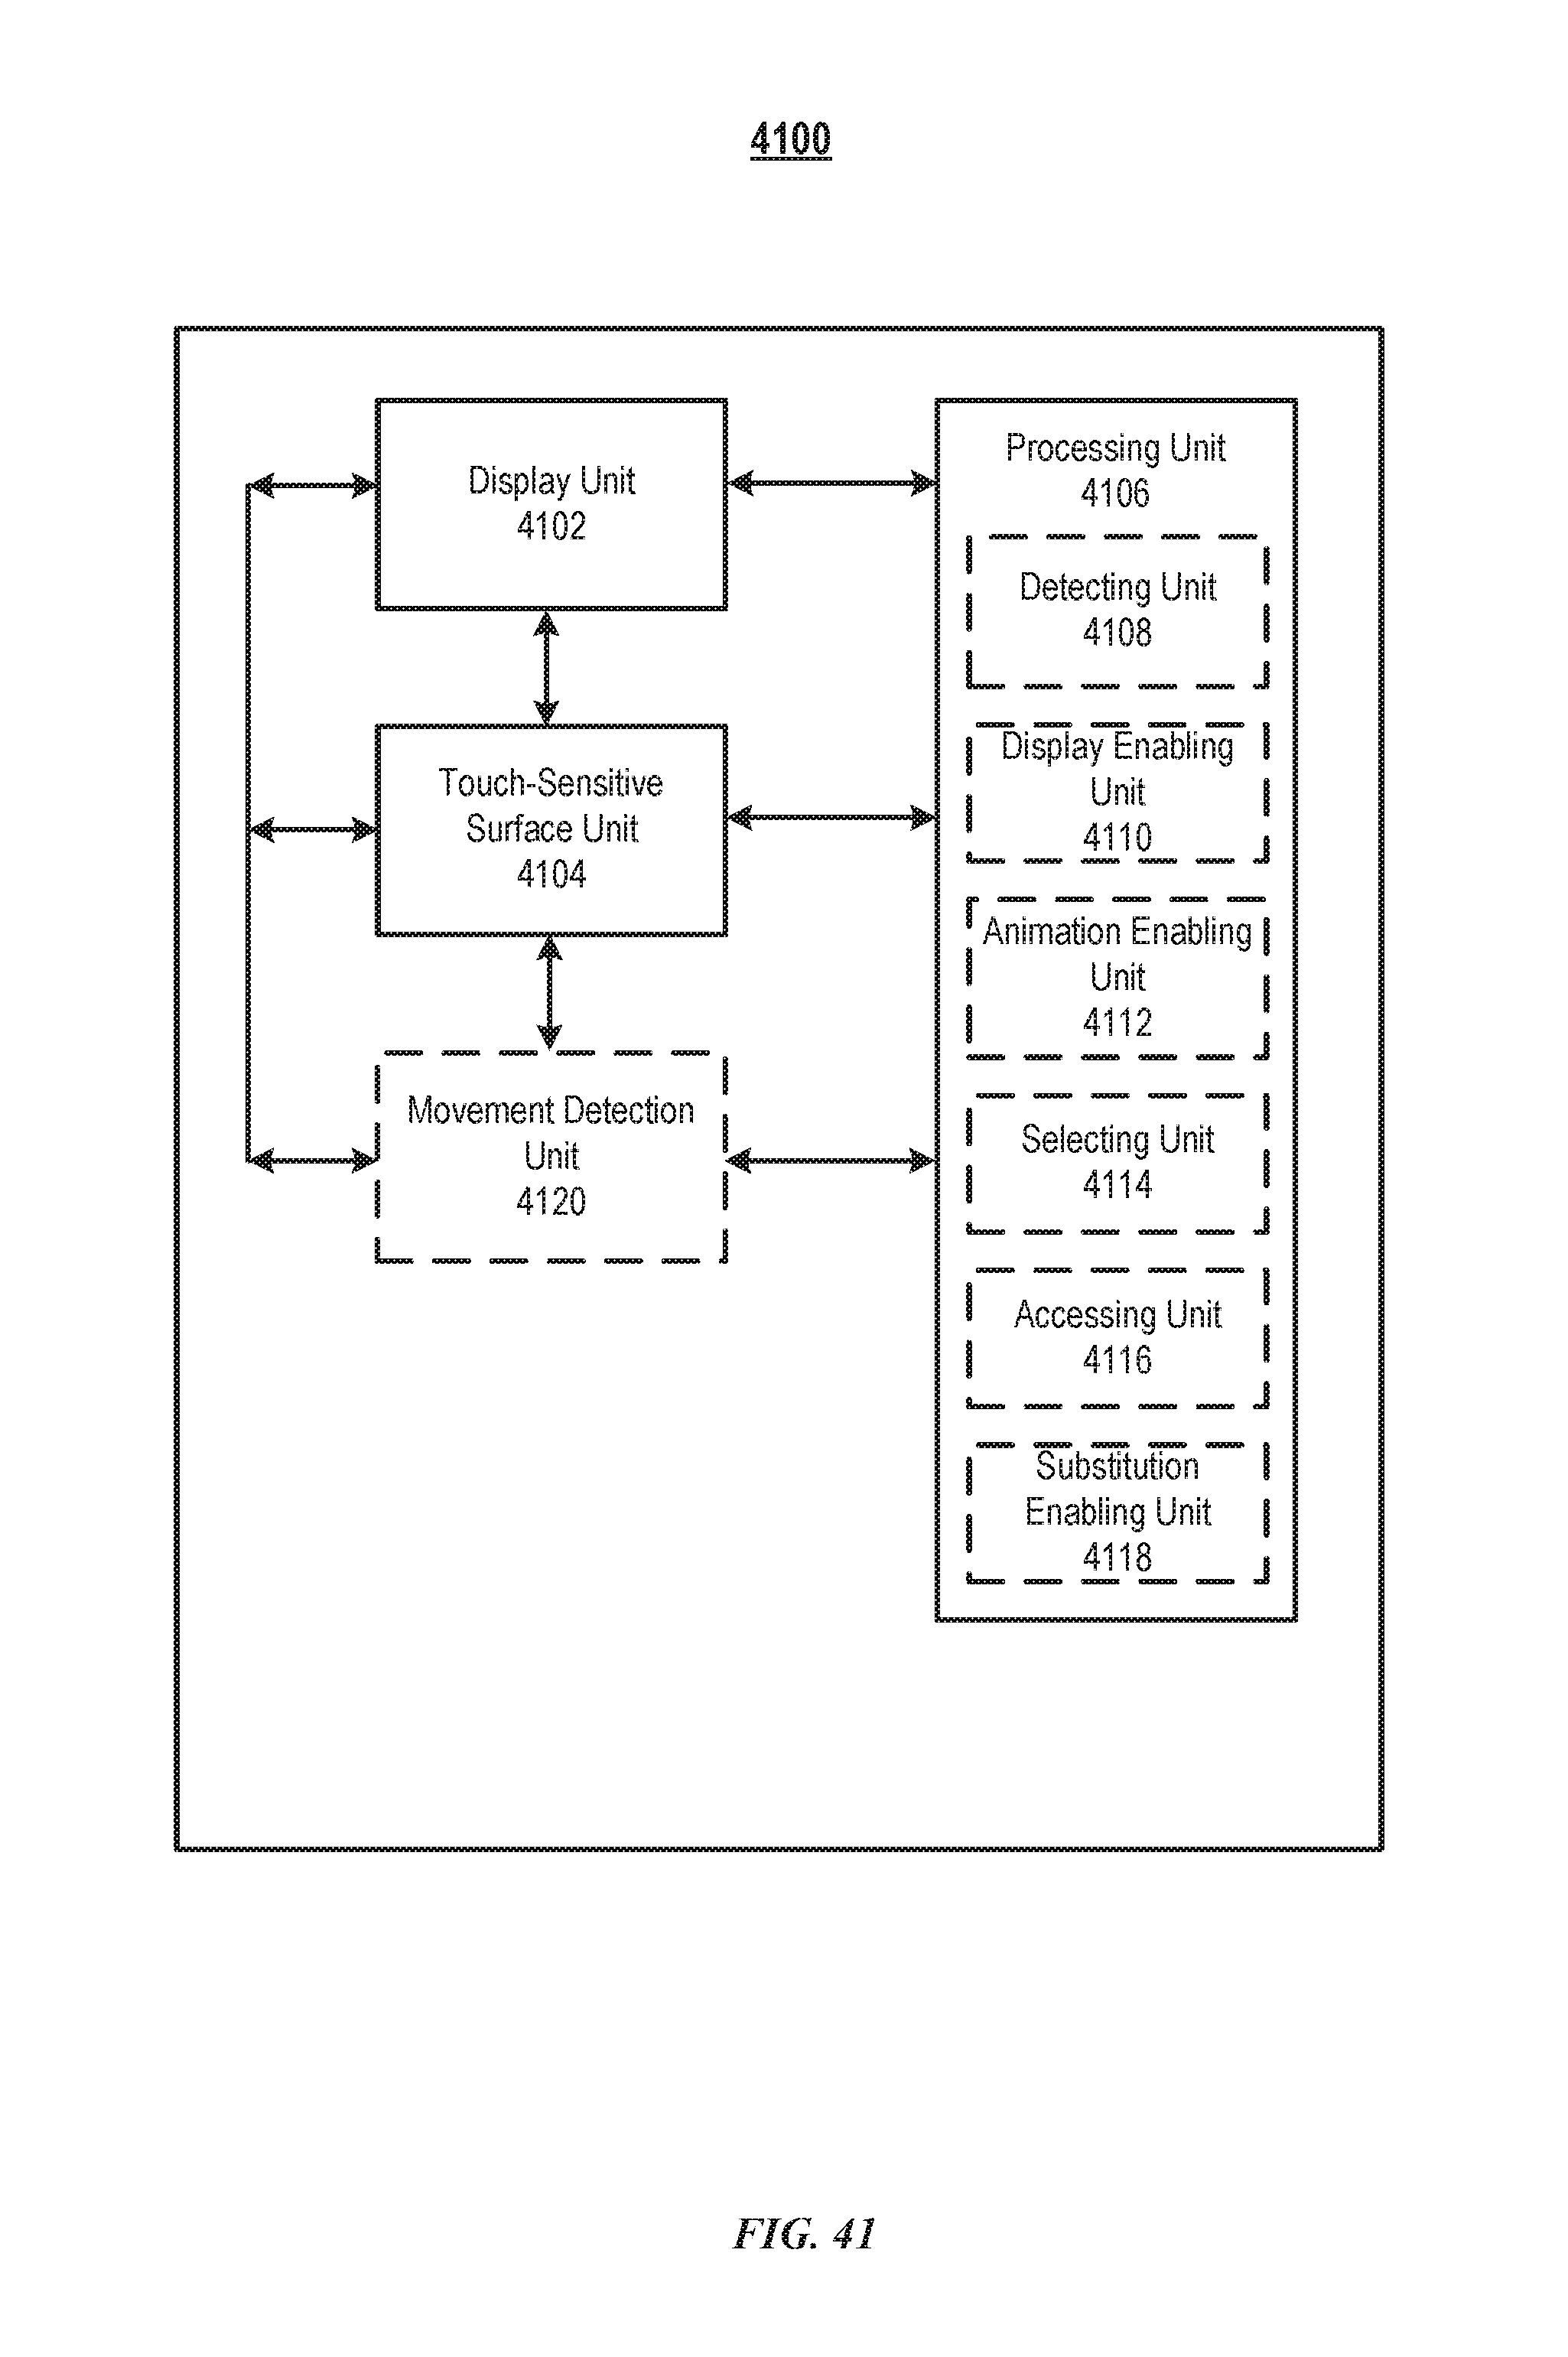 4100
Display Unit
4102
Touch-Sensitive
Surface Unit
4104
Movement Detection
Unit
4120
Processing Unit
4106
Detecting Unit
4108
Display Enabling
Unit
4110
Animation Enabling
Unit
4112
Selecting Unit
4114
Accessing Unit
4116
Substitution
Enabling Unit
4118
FIG. 41